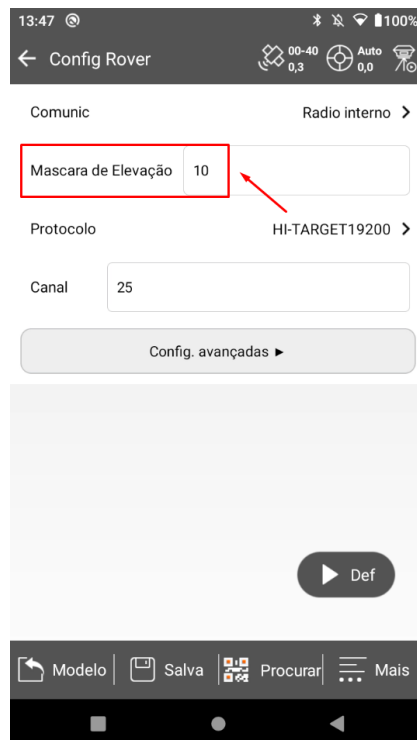 13:47 100%
Config Rover 00-40 0,3 Auto 0,0
Comunic Radio interno
Mascara de Elevação 10
Protocolo HI-TARGET19200
Canal 25
Config. avançadas ►
Def
Modelo Salva Procurar Mais